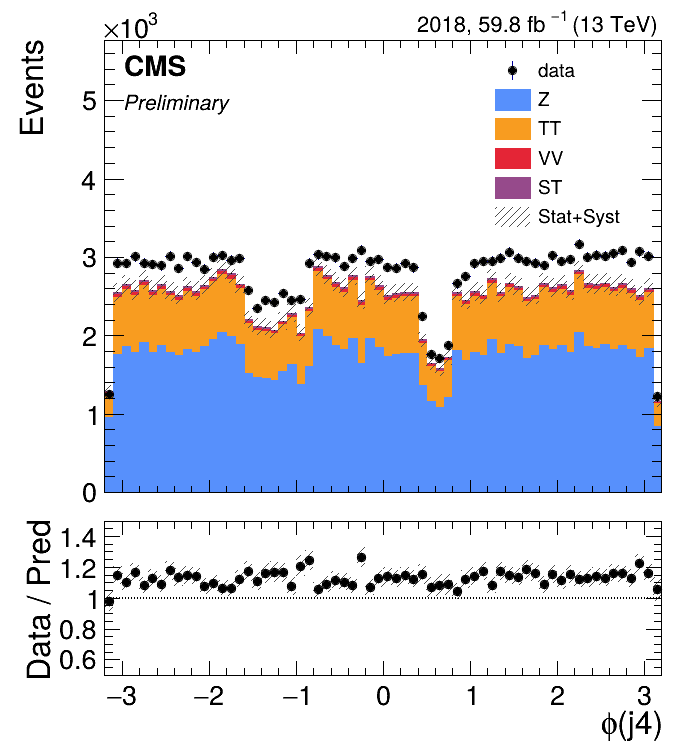 ×10³
2018, 59.8 fb⁻¹ (13 TeV)
Events
CMS
Preliminary
data
Z
TT
VV
ST
Stat+Syst
5
4
3
2
1
0
Data / Pred
1.4
1.2
1
0.8
0.6
−3 −2 −1 0 1 2 3
ϕ(j4)